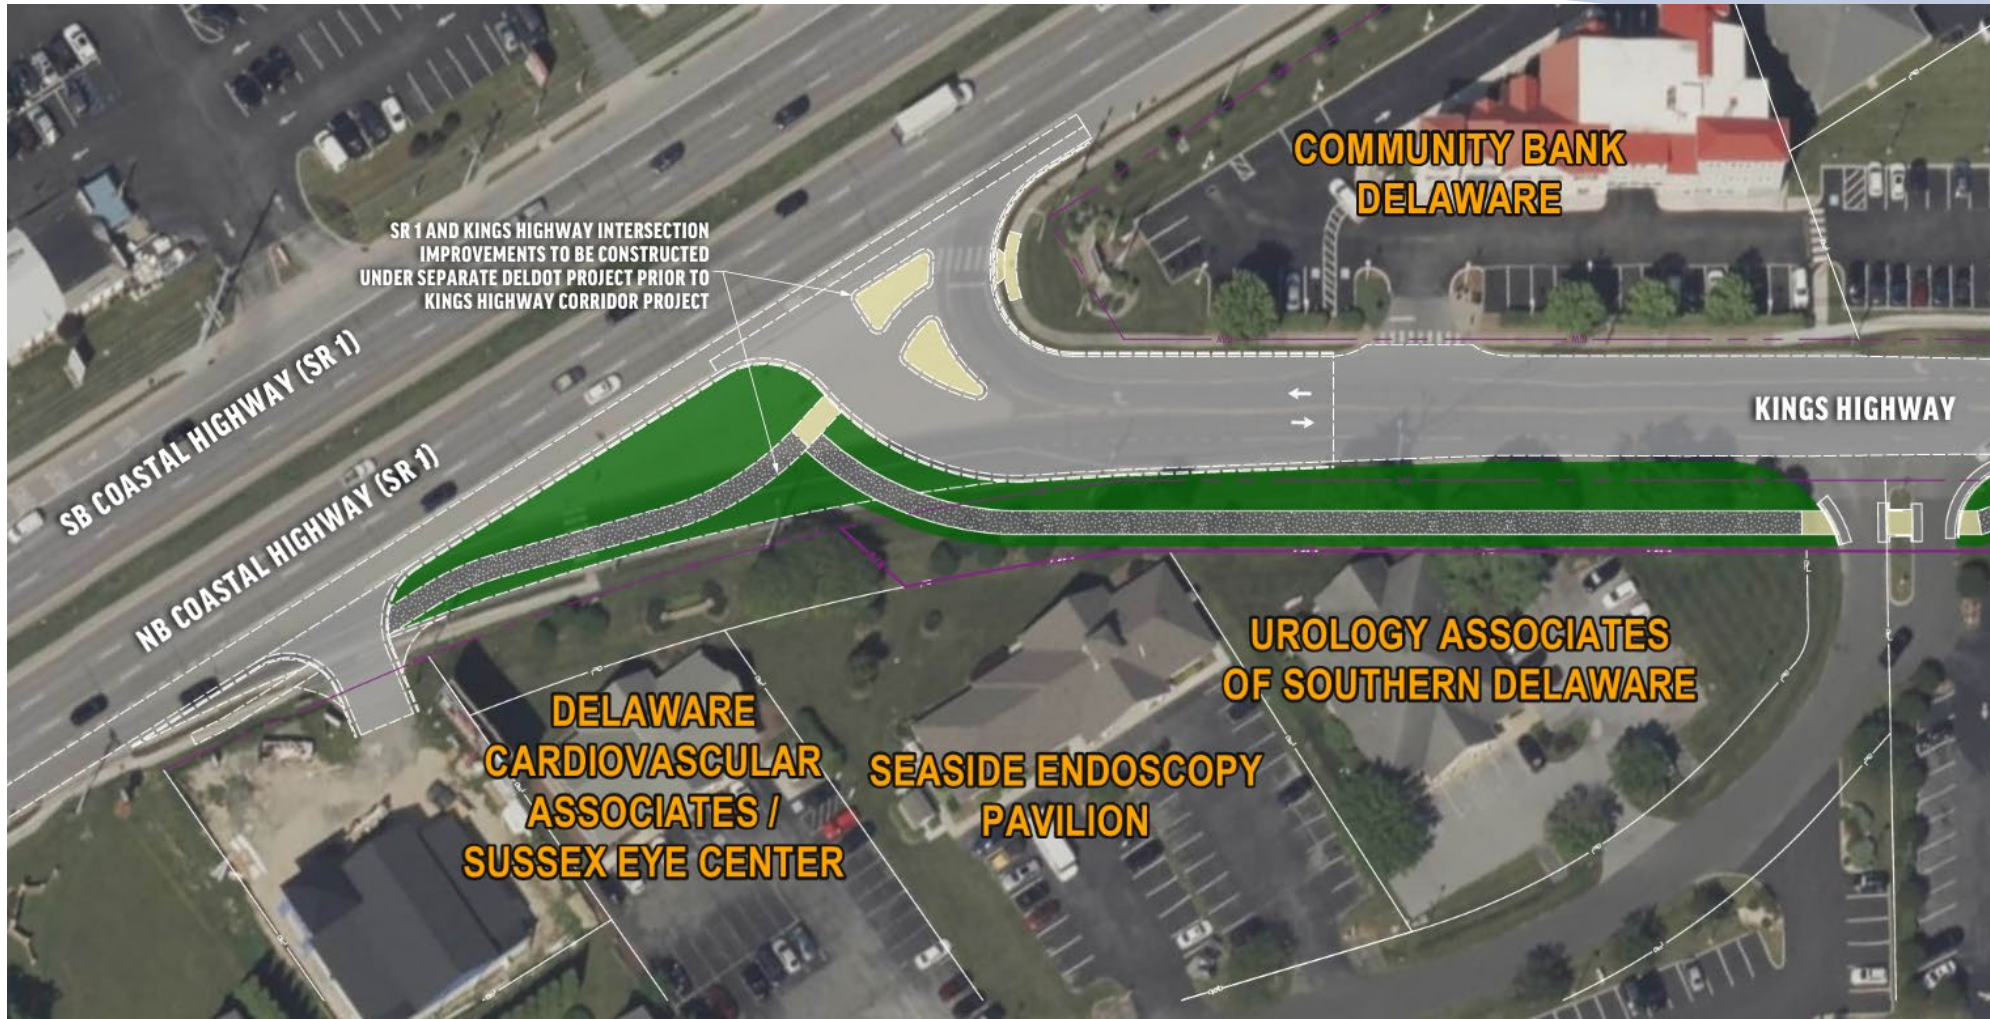 COMMUNITY BANK
DELAWARE
SR 1 AND KINGS HIGHWAY INTERSECTION
IMPROVEMENTS TO BE CONSTRUCTED
UNDER SEPARATE DELDOT PROJECT PRIOR TO
KINGS HIGHWAY CORRIDOR PROJECT
SB COASTAL HIGHWAY (SR 1)
NB COASTAL HIGHWAY (SR 1)
KINGS HIGHWAY
UROLOGY ASSOCIATES
OF SOUTHERN DELAWARE
DELAWARE
CARDIOVASCULAR
ASSOCIATES /
SUSSEX EYE CENTER
SEASIDE ENDOSCOPY
PAVILION